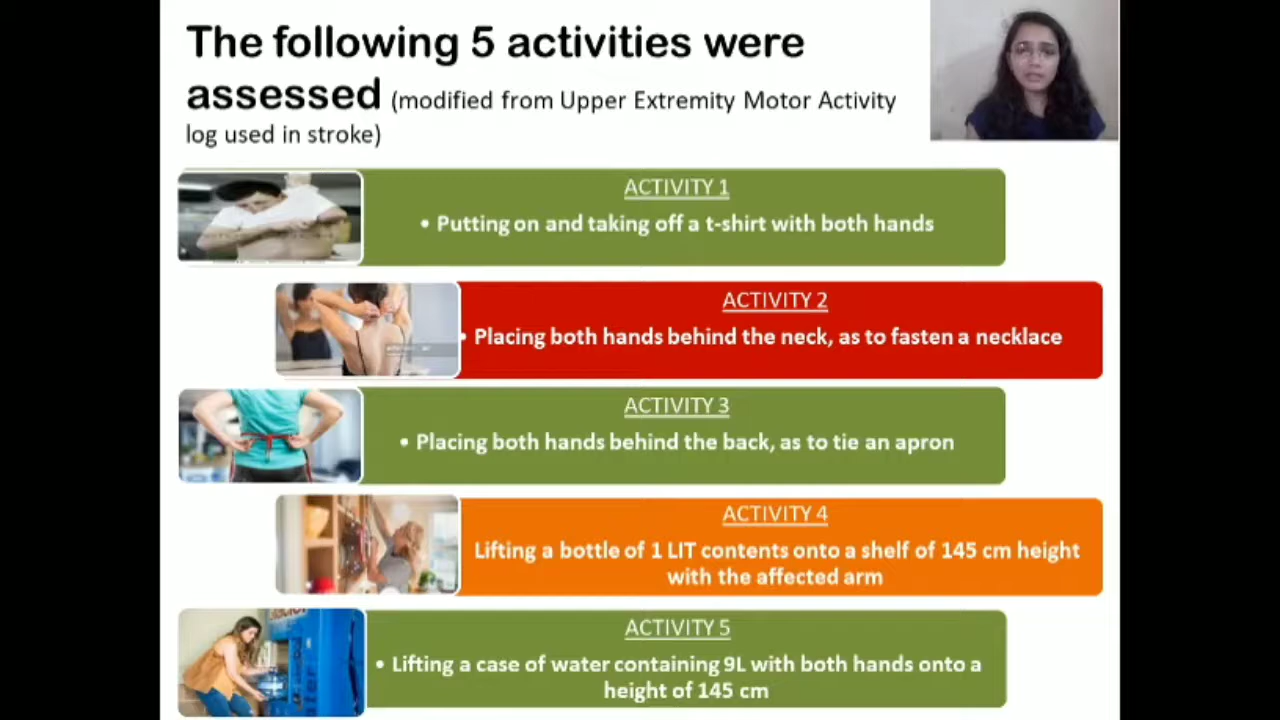 The following 5 activities were
assessed (modified from Upper Extremity Motor Activity
log used in stroke)
ACTIVITY 1
• Putting on and taking off a t-shirt with both hands
ACTIVITY 2
• Placing both hands behind the neck, as to fasten a necklace
ACTIVITY 3
• Placing both hands behind the back, as to tie an apron
ACTIVITY 4
Lifting a bottle of 1 LIT contents onto a shelf of 145 cm height
with the affected arm
ACTIVITY 5
• Lifting a case of water containing 9L with both hands onto a
height of 145 cm